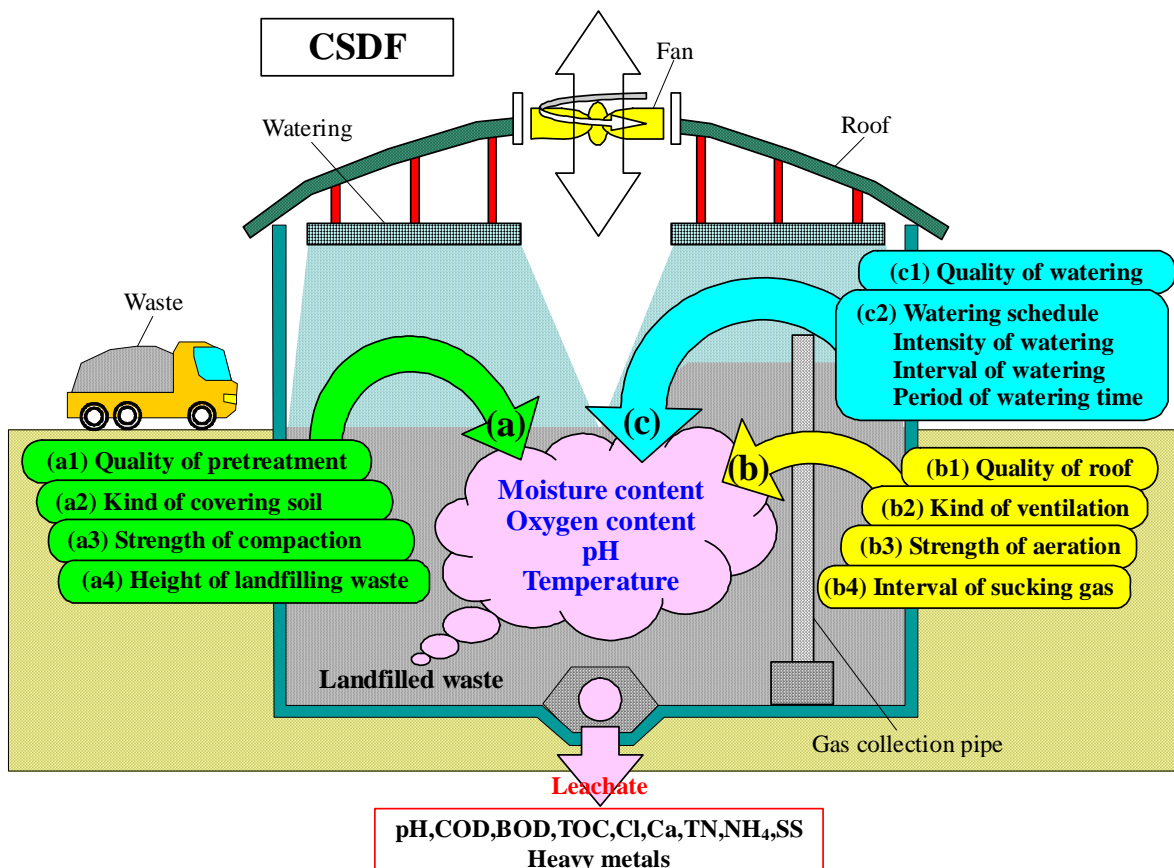 CSDF
Fan
Watering
Roof
Waste
(c1) Quality of watering
(c2) Watering schedule
Intensity of watering
Interval of watering
Period of watering time
(a)
(c)
(b)
(a1) Quality of pretreatment
(a2) Kind of covering soil
(a3) Strength of compaction
(a4) Height of landfilling waste
Moisture content
Oxygen content
pH
Temperature
(b1) Quality of roof
(b2) Kind of ventilation
(b3) Strength of aeration
(b4) Interval of sucking gas
Landfilled waste
Gas collection pipe
Leachate
pH,COD,BOD,TOC,Cl,Ca,TN,NH₄,SS
Heavy metals